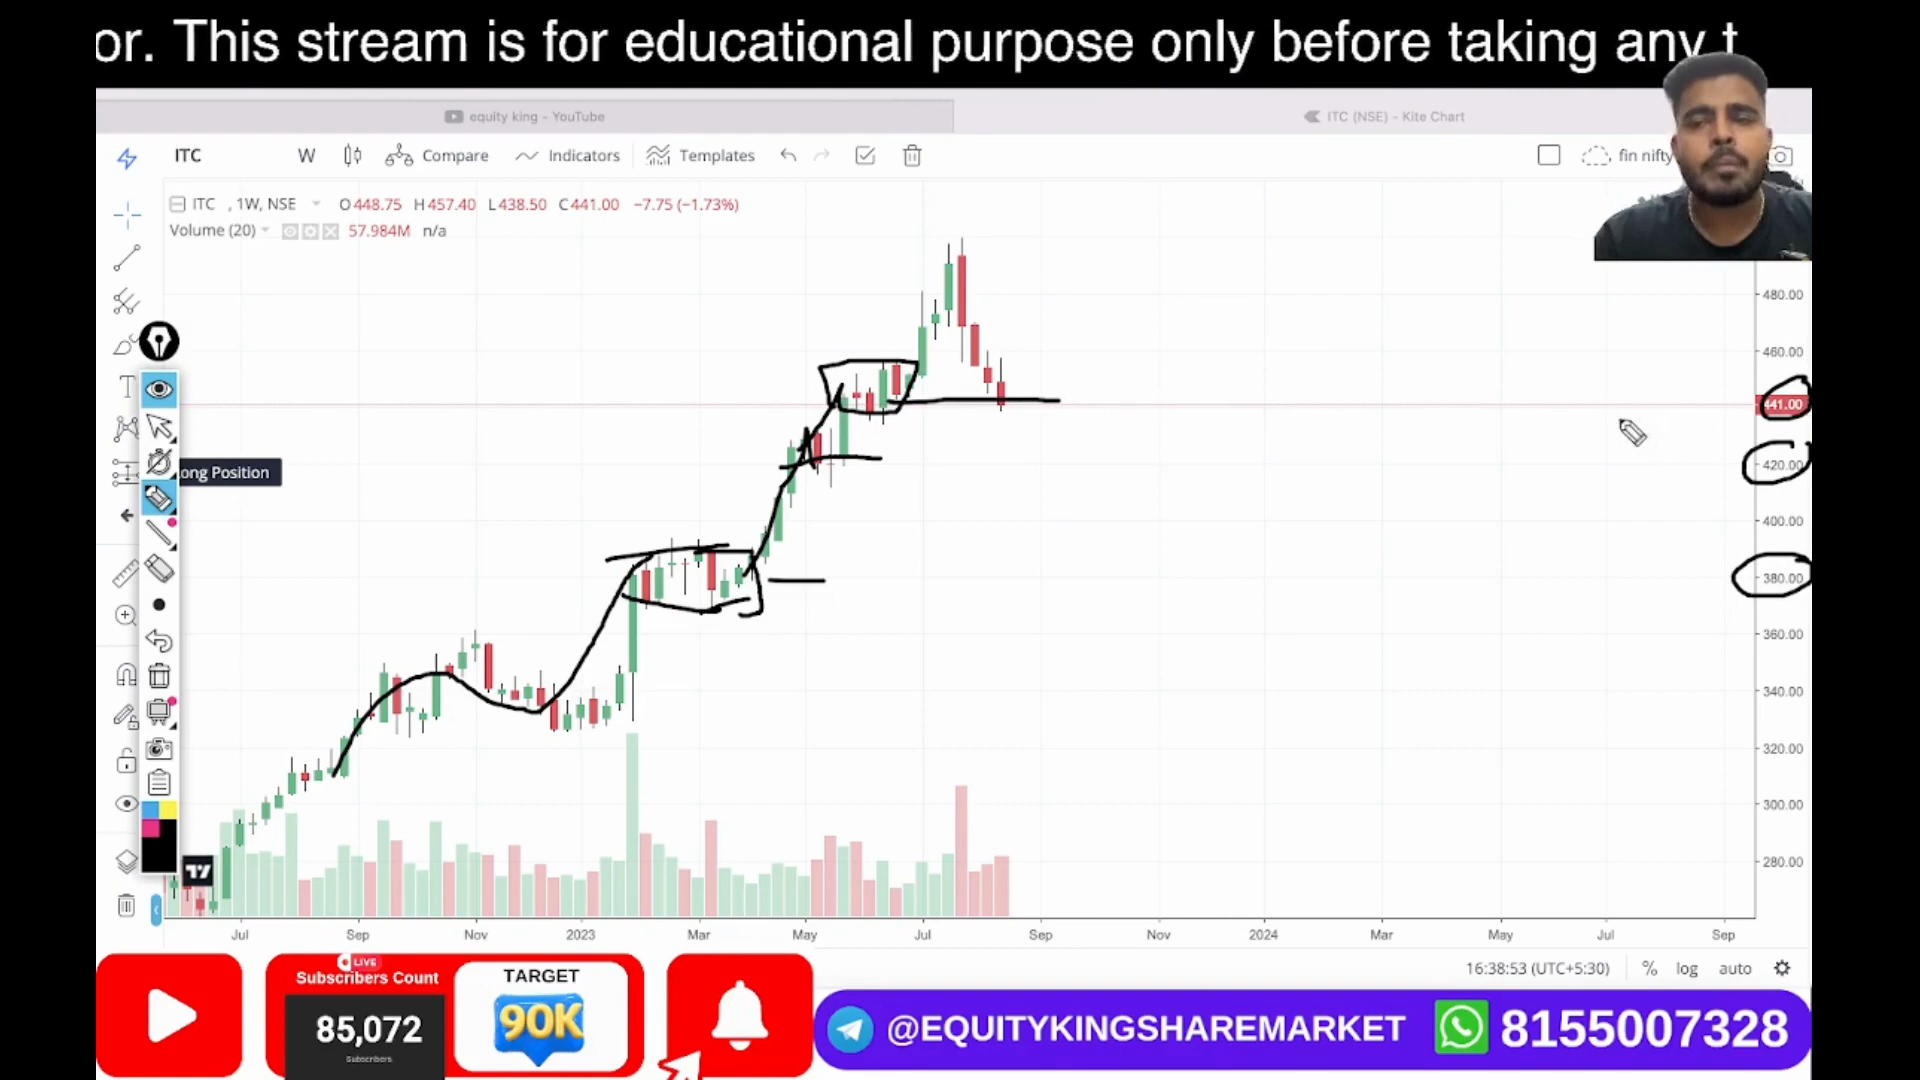 or. This stream is for educational purpose only before taking any t
equity king - YouTube
ITC (NSE) - Kite Chart
ITC W Compare Indicators Templates fin nifty
ITC , 1W, NSE O448.75 H457.40 L438.50 C441.00 −7.75 (−1.73%)
Volume (20) 57.984M n/a
480.00
460.00
441.00
420.00
ong Position
400.00
380.00
360.00
340.00
320.00
300.00
280.00
Jul Sep Nov 2023 Mar May Jul Sep Nov 2024 Mar May Jul Sep
16:38:53 (UTC+5:30) % log auto
LIVE
Subscribers Count
85,072
Subscribers
TARGET
90K
@EQUITYKINGSHAREMARKET
8155007328